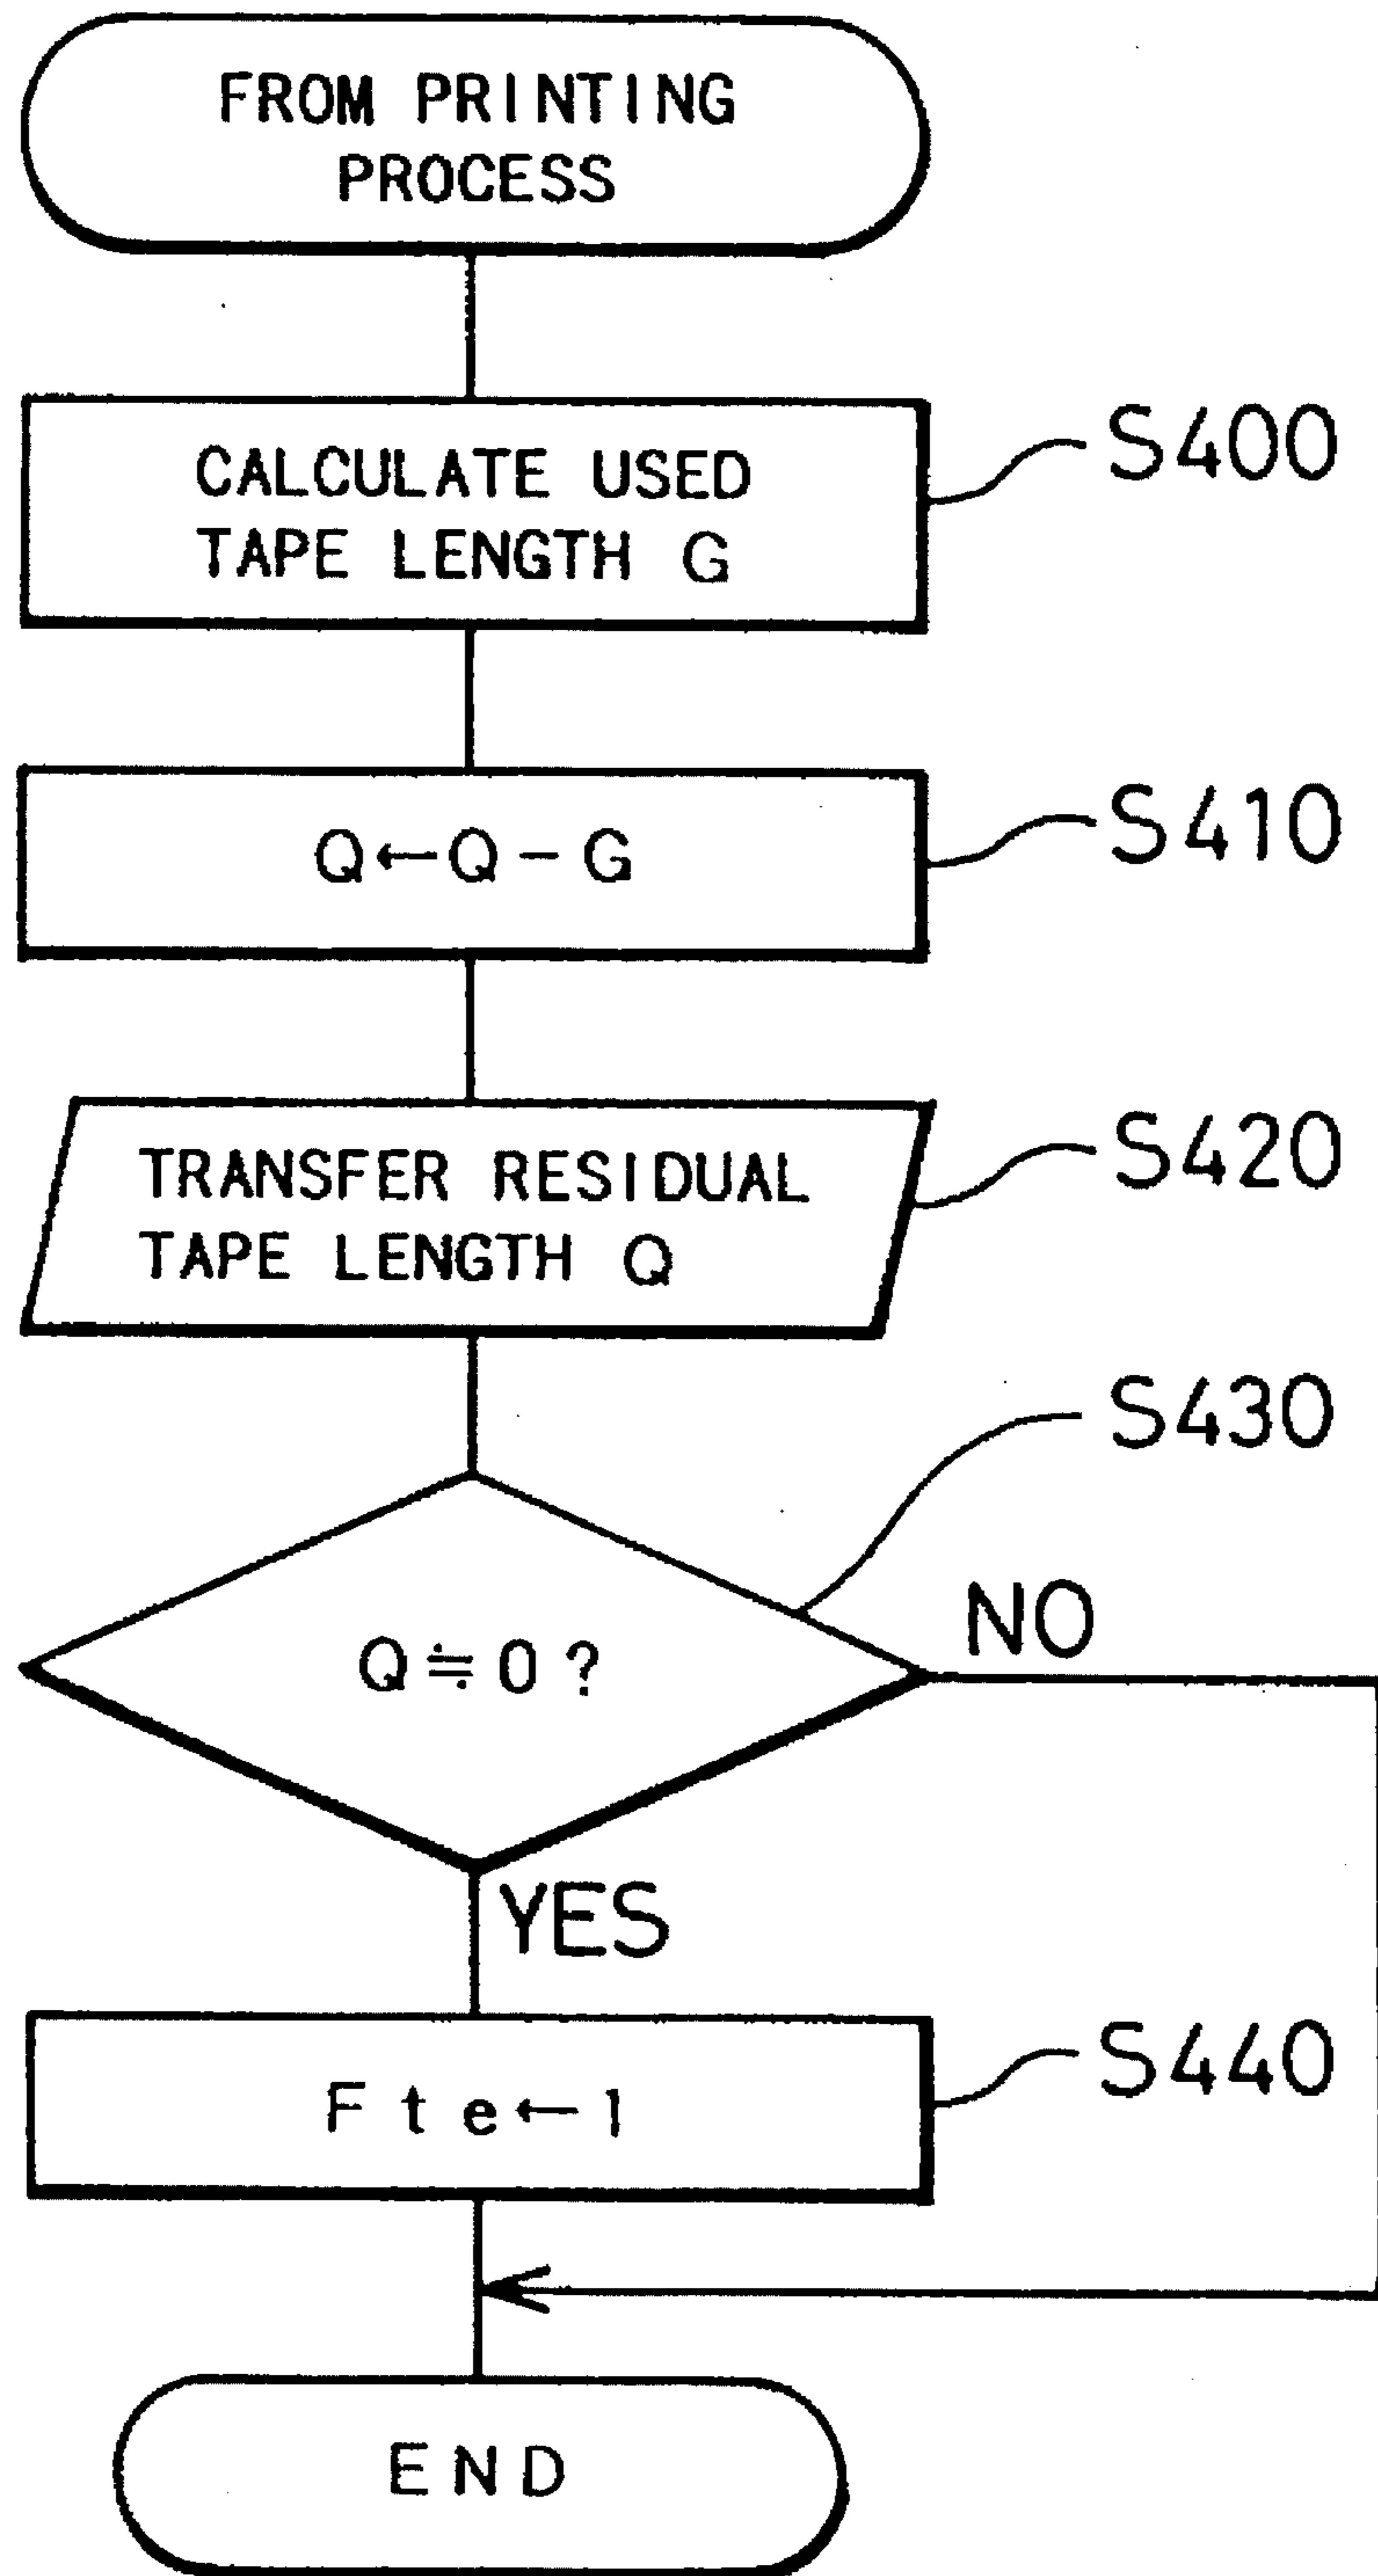 FROM PRINTING
PROCESS
CALCULATE USED
TAPE LENGTH G
S400
Q←Q-G
S410
TRANSFER RESIDUAL
TAPE LENGTH Q
S420
S430
Q≒0?
NO
YES
Fte←1
S440
END